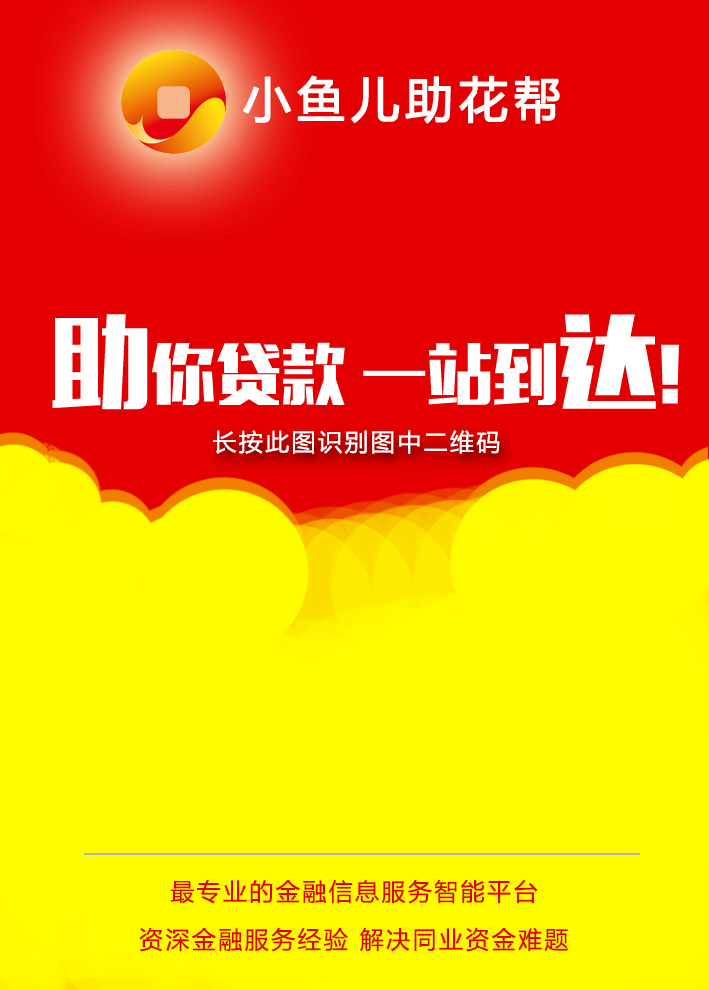 小鱼儿助花帮
助你贷款 一站到达!
长按此图识别图中二维码
最专业的金融信息服务智能平台
资深金融服务经验 解决同业资金难题